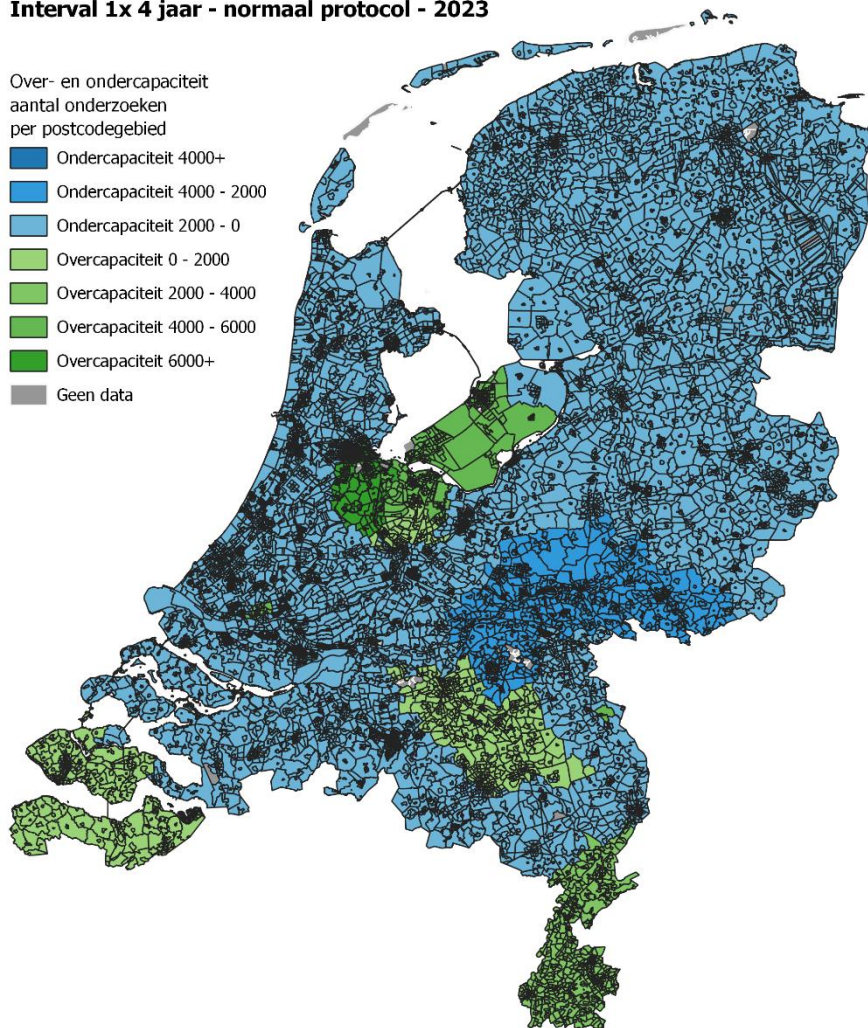 Interval 1x 4 jaar - normaal protocol - 2023
Over- en ondercapaciteit
aantal onderzoeken
per postcodegebied
Ondercapaciteit 4000+
Ondercapaciteit 4000 - 2000
Ondercapaciteit 2000 - 0
Overcapaciteit 0 - 2000
Overcapaciteit 2000 - 4000
Overcapaciteit 4000 - 6000
Overcapaciteit 6000+
Geen data